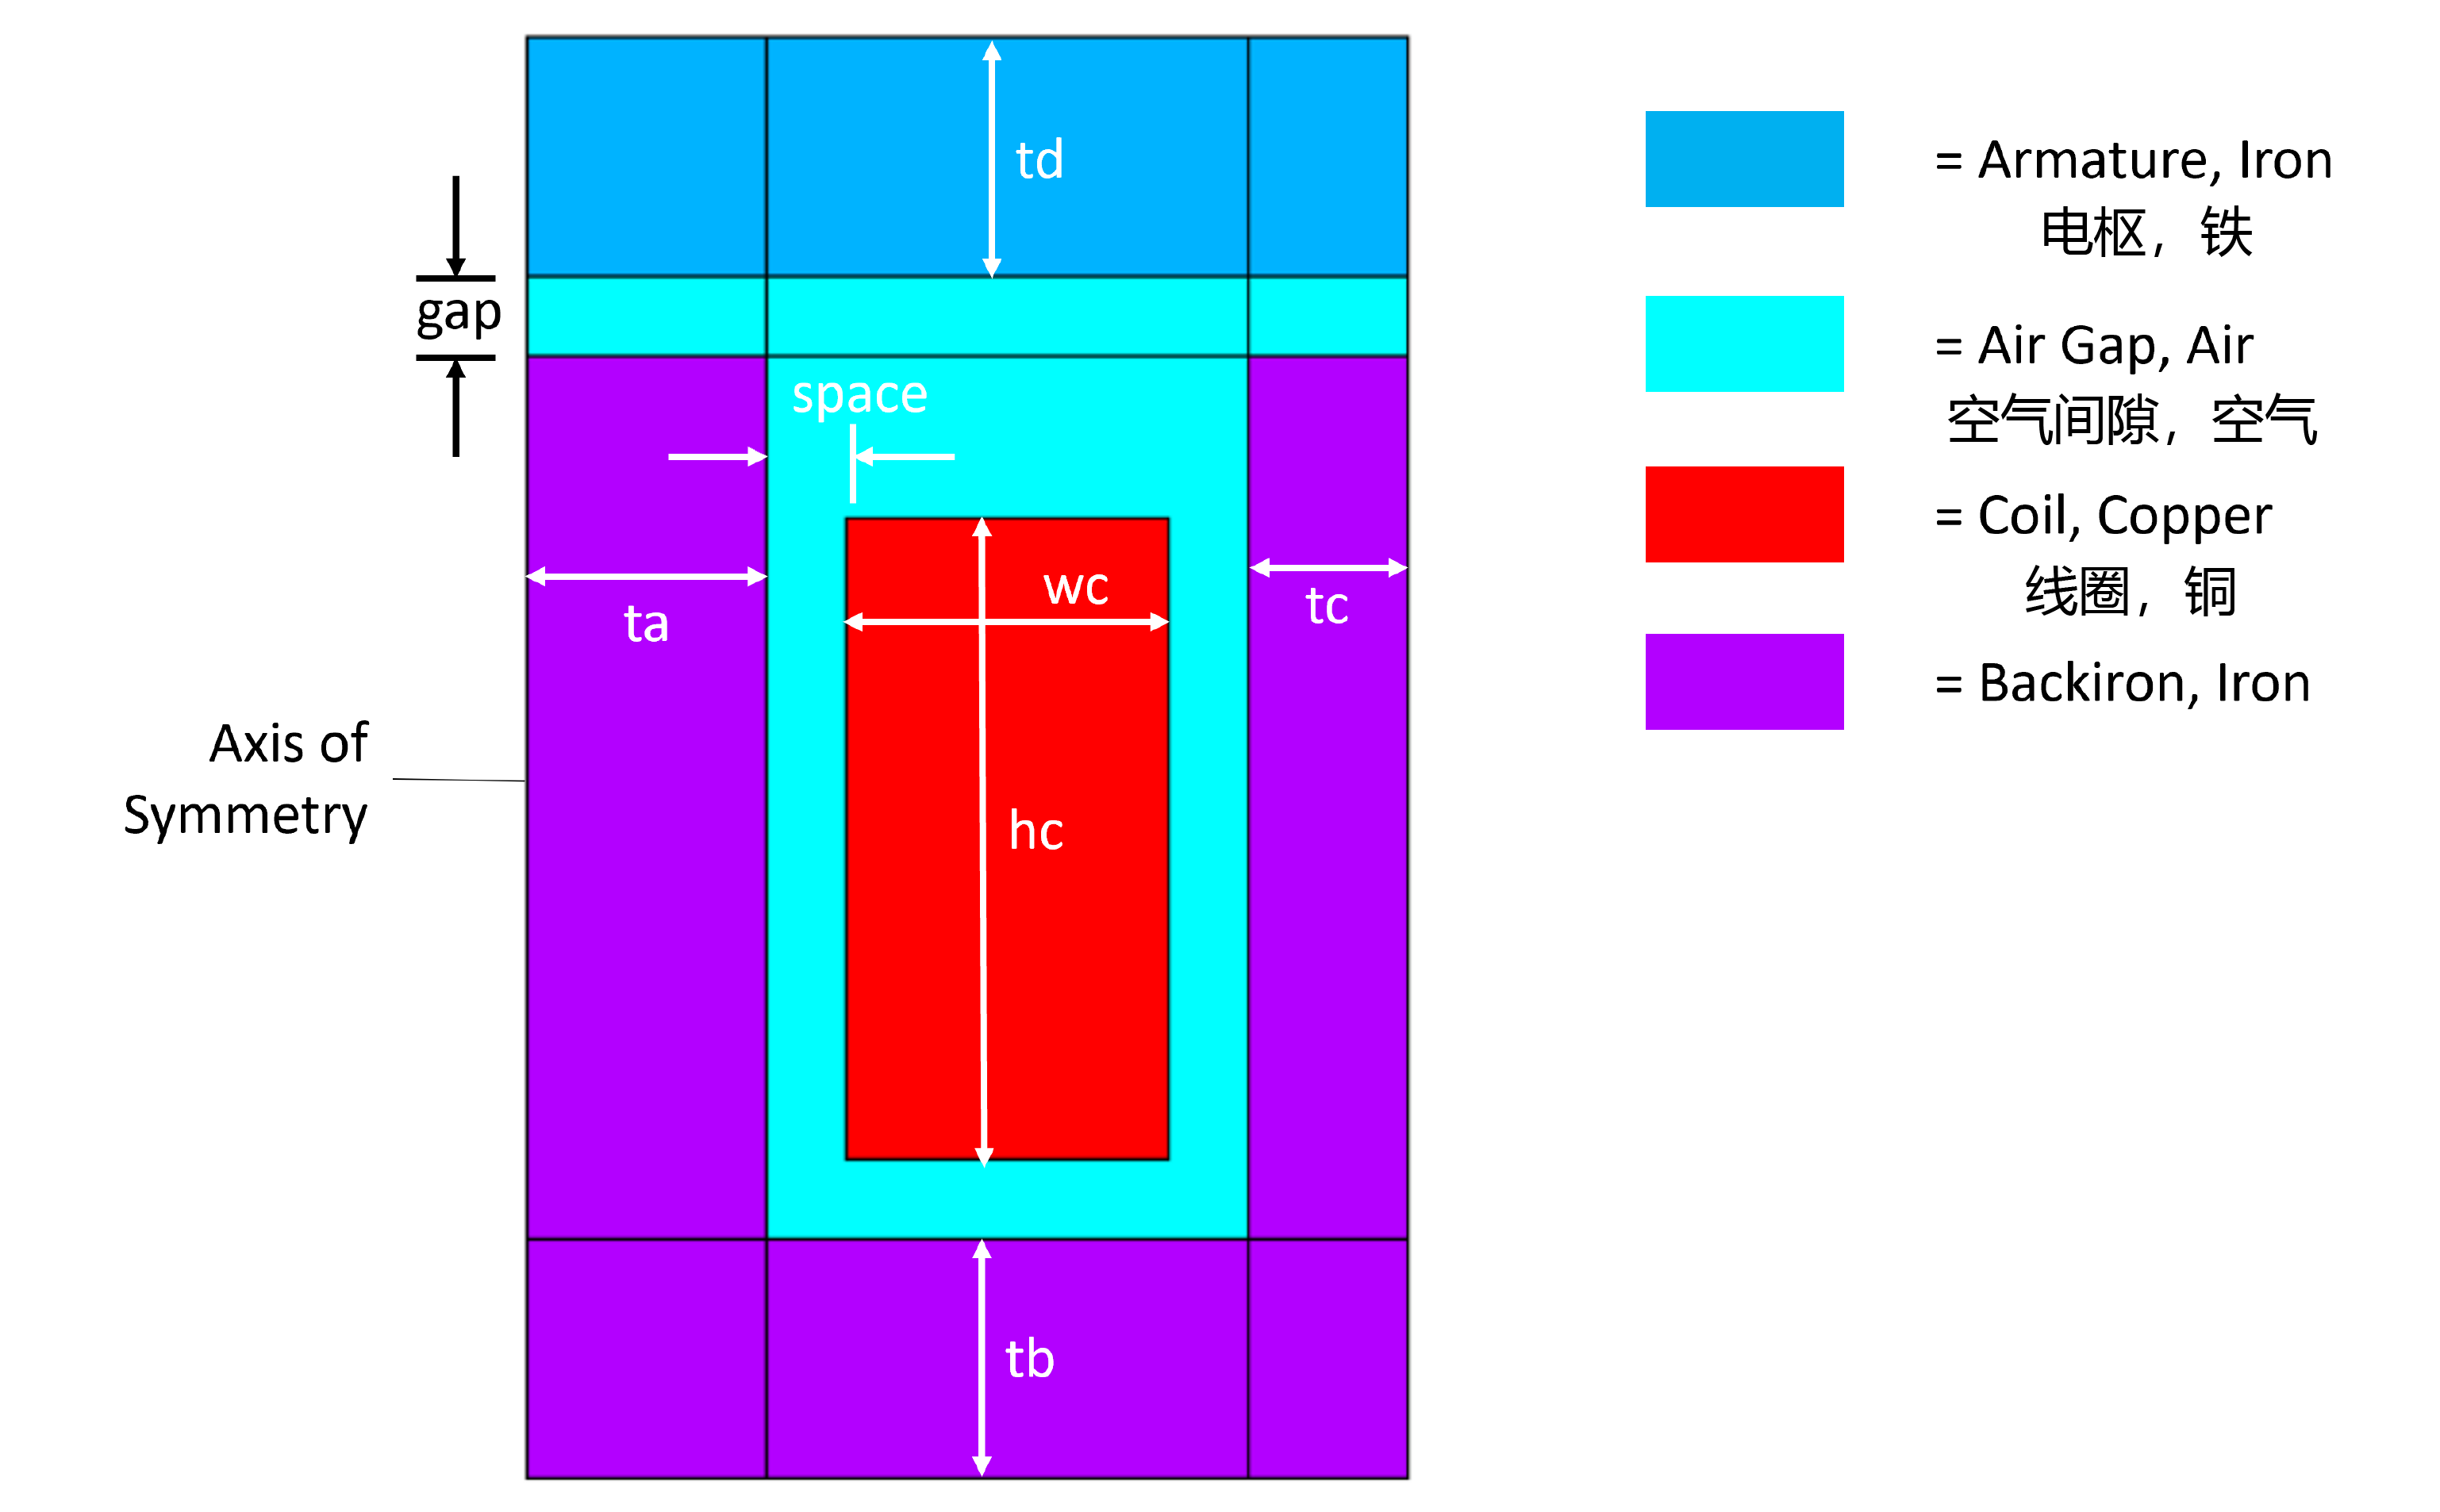 td
gap
space
wc
ta
tc
hc
Axis of
Symmetry
tb
= Armature, Iron
电枢，铁
= Air Gap, Air
空气间隙，空气
= Coil, Copper
线圈，铜
= Backiron, Iron